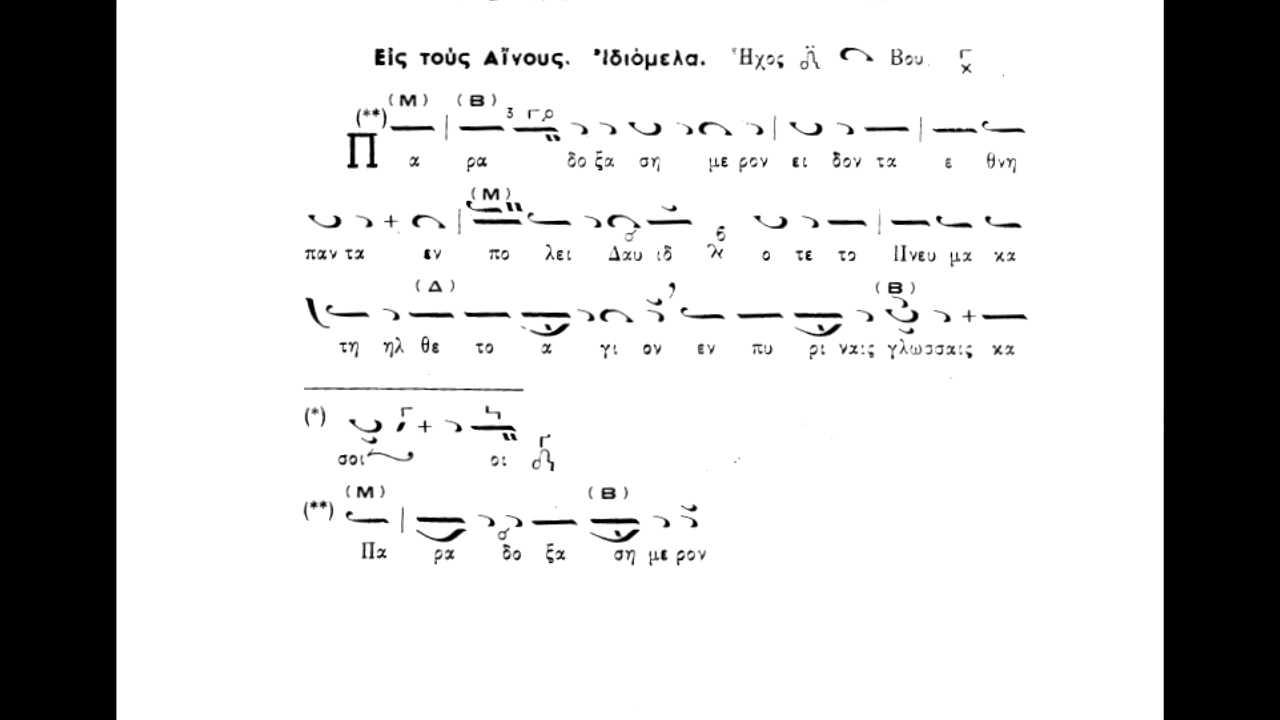 Εἰς τοὺς Αἴνους. Ἰδιόμελα. Ἦχος Βου
(Μ) (Β)
(**) Π α ρα δο ξα ση με ρον ει δον τα ε θνη
(Μ)
παν τα εν πο λει Δαυ ιδ ο τε το Πνευ μα κα
(Δ) (Β)
τη ηλ θε το α γι ον εν πυ ρι ναις γλωσσαις κα
(*) σοι οι
(Μ) (Β)
(**) Πα ρα δο ξα ση με ρον